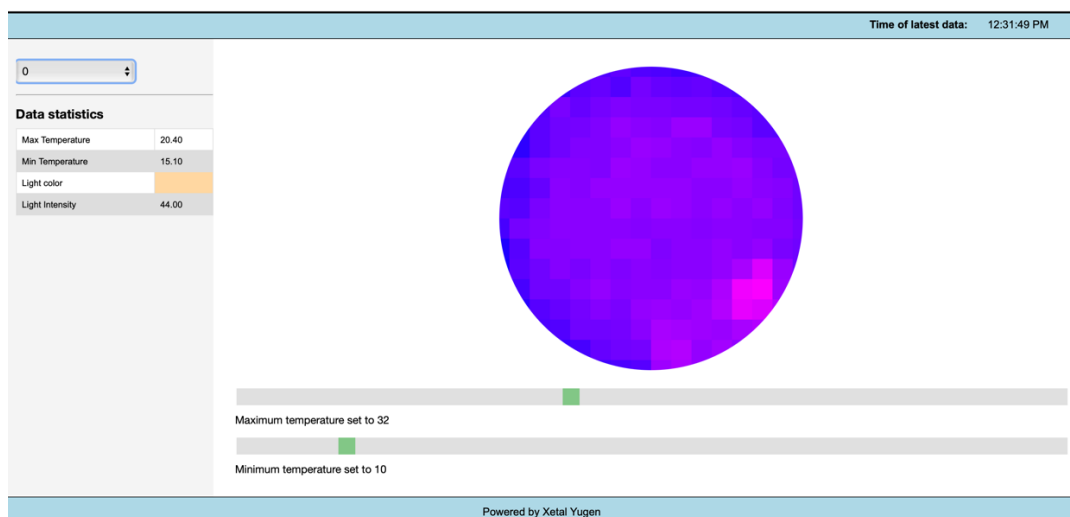 Time of latest data: 12:31:49 PM
0
Data statistics
Max Temperature 20.40
Min Temperature 15.10
Light color
Light Intensity 44.00
Maximum temperature set to 32
Minimum temperature set to 10
Powered by Xetal Yugen